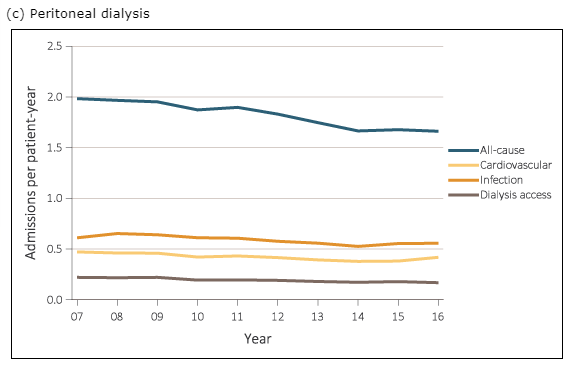 (c) Peritoneal dialysis
2.5
2.0
1.5
1.0
0.5
0.0
Admissions per patient-year
07 08 09 10 11 12 13 14 15 16
Year
All-cause
Cardiovascular
Infection
Dialysis access